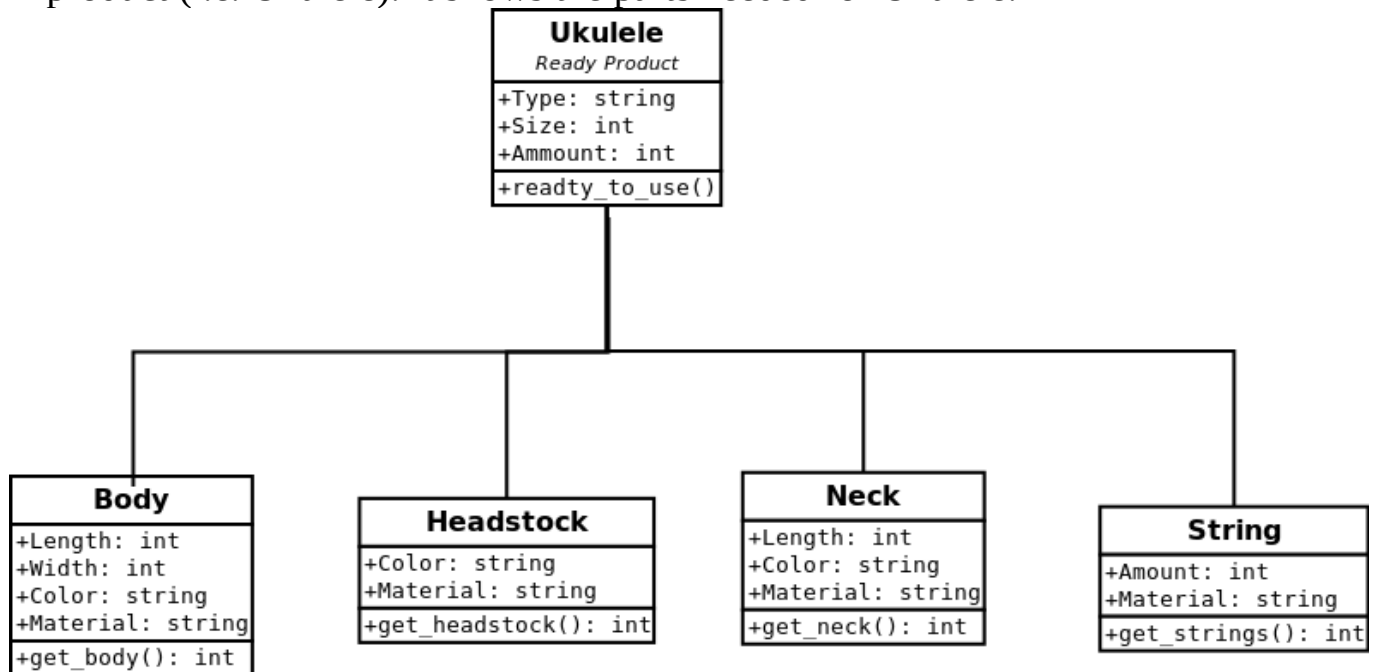 Ukulele
Ready Product
+Type: string
+Size: int
+Ammount: int
+readty_to_use()
Body
+Length: int
+Width: int
+Color: string
+Material: string
+get_body(): int
Headstock
+Color: string
+Material: string
+get_headstock(): int
Neck
+Length: int
+Color: string
+Material: string
+get_neck(): int
String
+Amount: int
+Material: string
+get_strings(): int